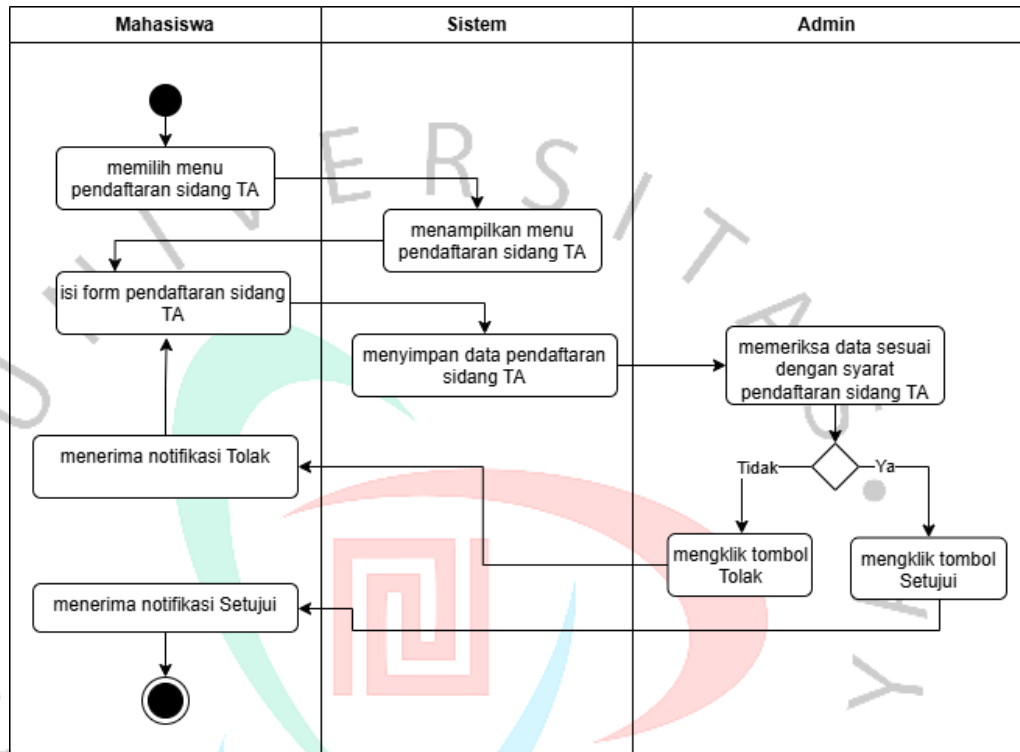 Mahasiswa
Sistem
Admin
memilih menu
pendaftaran sidang TA
menampilkan menu
pendaftaran sidang TA
isi form pendaftaran sidang
TA
menyimpan data pendaftaran
sidang TA
memeriksa data sesuai
dengan syarat
pendaftaran sidang TA
Tidak
Ya
menerima notifikasi Tolak
mengklik tombol
Tolak
mengklik tombol
Setujui
menerima notifikasi Setujui
UNIVERSITAS